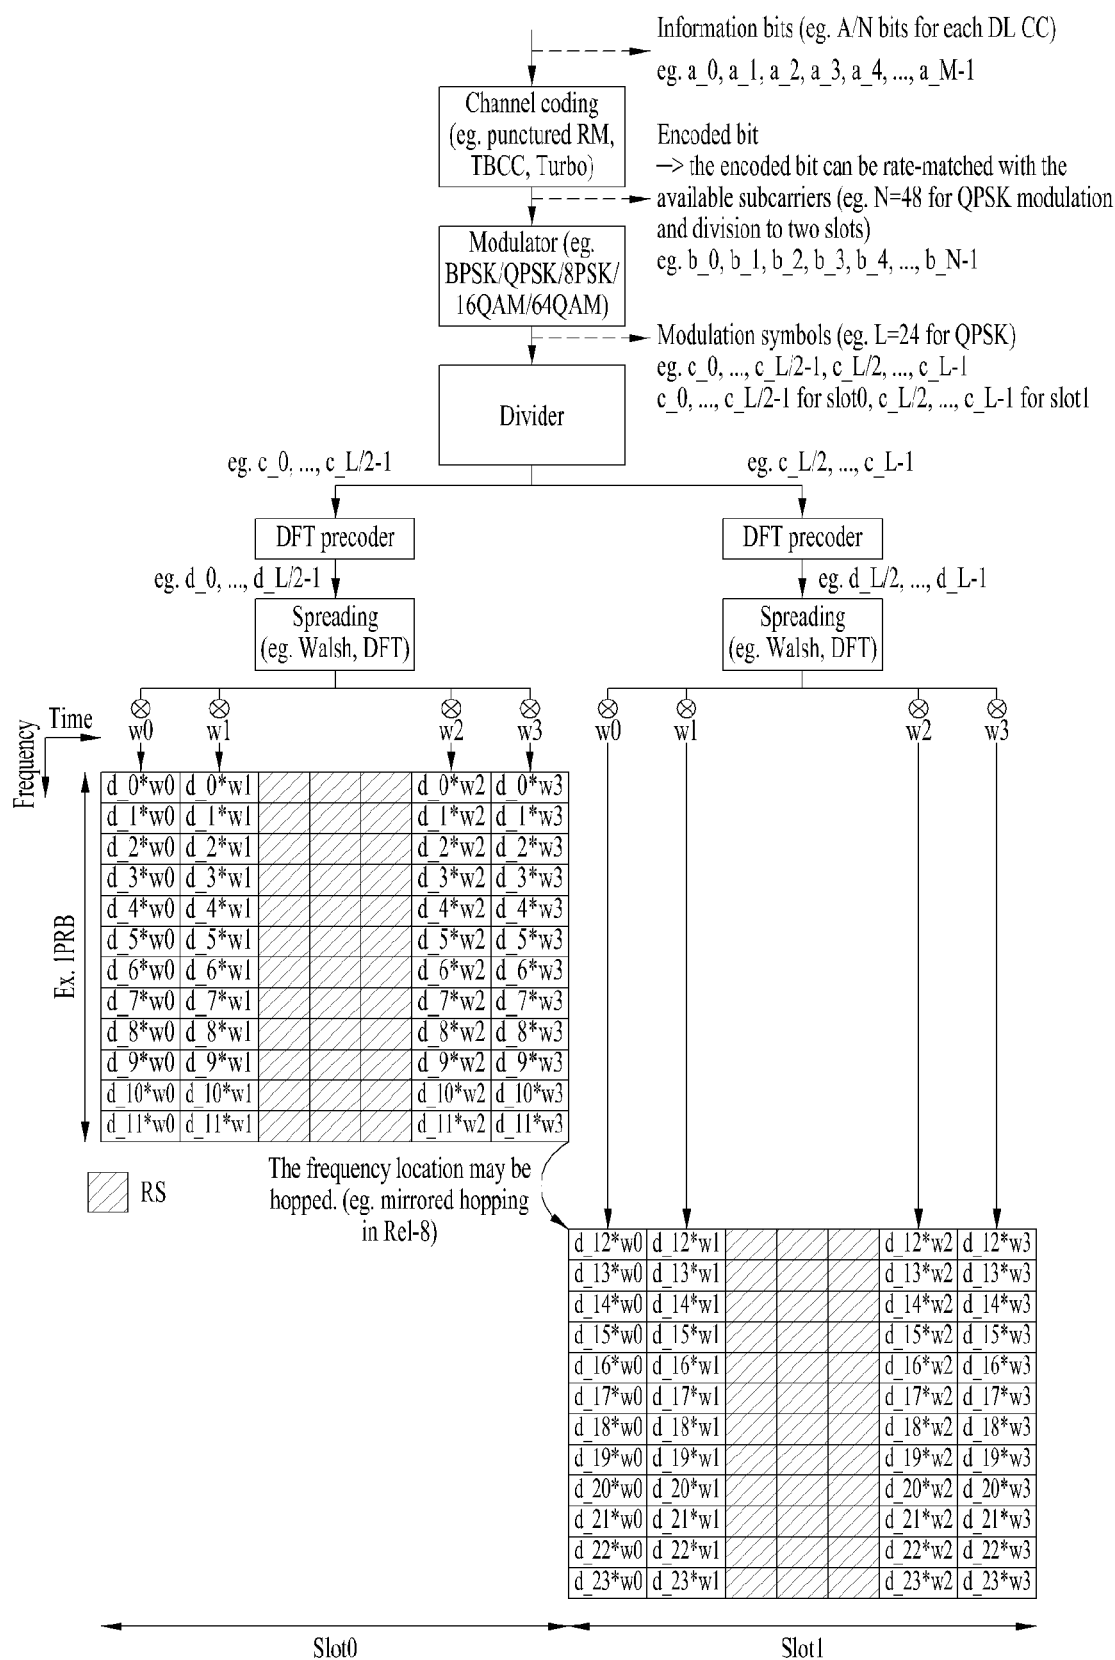 Information bits (eg. A/N bits for each DL CC)
eg. a_0, a_1, a_2, a_3, a_4, ..., a_M-1
Channel coding
(eg. punctured RM,
TBCC, Turbo)
Encoded bit
—> the encoded bit can be rate-matched with the
available subcarriers (eg. N=48 for QPSK modulation
and division to two slots)
eg. b_0, b_1, b_2, b_3, b_4, ..., b_N-1
Modulator (eg.
BPSK/QPSK/8PSK/
16QAM/64QAM)
Modulation symbols (eg. L=24 for QPSK)
eg. c_0, ..., c_L/2-1, c_L/2, ..., c_L-1
c_0, ..., c_L/2-1 for slot0, c_L/2, ..., c_L-1 for slot1
Divider
eg. c_0, ..., c_L/2-1
eg. c_L/2, ..., c_L-1
DFT precoder
DFT precoder
eg. d_0, ..., d_L/2-1
eg. d_L/2, ..., d_L-1
Spreading
(eg. Walsh, DFT)
Spreading
(eg. Walsh, DFT)
Time
Frequency
w0 w1 w2 w3
w0 w1 w2 w3
Ex. 1PRB
d_0*w0 d_0*w1 d_0*w2 d_0*w3
d_1*w0 d_1*w1 d_1*w2 d_1*w3
d_2*w0 d_2*w1 d_2*w2 d_2*w3
d_3*w0 d_3*w1 d_3*w2 d_3*w3
d_4*w0 d_4*w1 d_4*w2 d_4*w3
d_5*w0 d_5*w1 d_5*w2 d_5*w3
d_6*w0 d_6*w1 d_6*w2 d_6*w3
d_7*w0 d_7*w1 d_7*w2 d_7*w3
d_8*w0 d_8*w1 d_8*w2 d_8*w3
d_9*w0 d_9*w1 d_9*w2 d_9*w3
d_10*w0 d_10*w1 d_10*w2 d_10*w3
d_11*w0 d_11*w1 d_11*w2 d_11*w3
RS
The frequency location may be
hopped. (eg. mirrored hopping
in Rel-8)
d_12*w0 d_12*w1 d_12*w2 d_12*w3
d_13*w0 d_13*w1 d_13*w2 d_13*w3
d_14*w0 d_14*w1 d_14*w2 d_14*w3
d_15*w0 d_15*w1 d_15*w2 d_15*w3
d_16*w0 d_16*w1 d_16*w2 d_16*w3
d_17*w0 d_17*w1 d_17*w2 d_17*w3
d_18*w0 d_18*w1 d_18*w2 d_18*w3
d_19*w0 d_19*w1 d_19*w2 d_19*w3
d_20*w0 d_20*w1 d_20*w2 d_20*w3
d_21*w0 d_21*w1 d_21*w2 d_21*w3
d_22*w0 d_22*w1 d_22*w2 d_22*w3
d_23*w0 d_23*w1 d_23*w2 d_23*w3
Slot0
Slot1